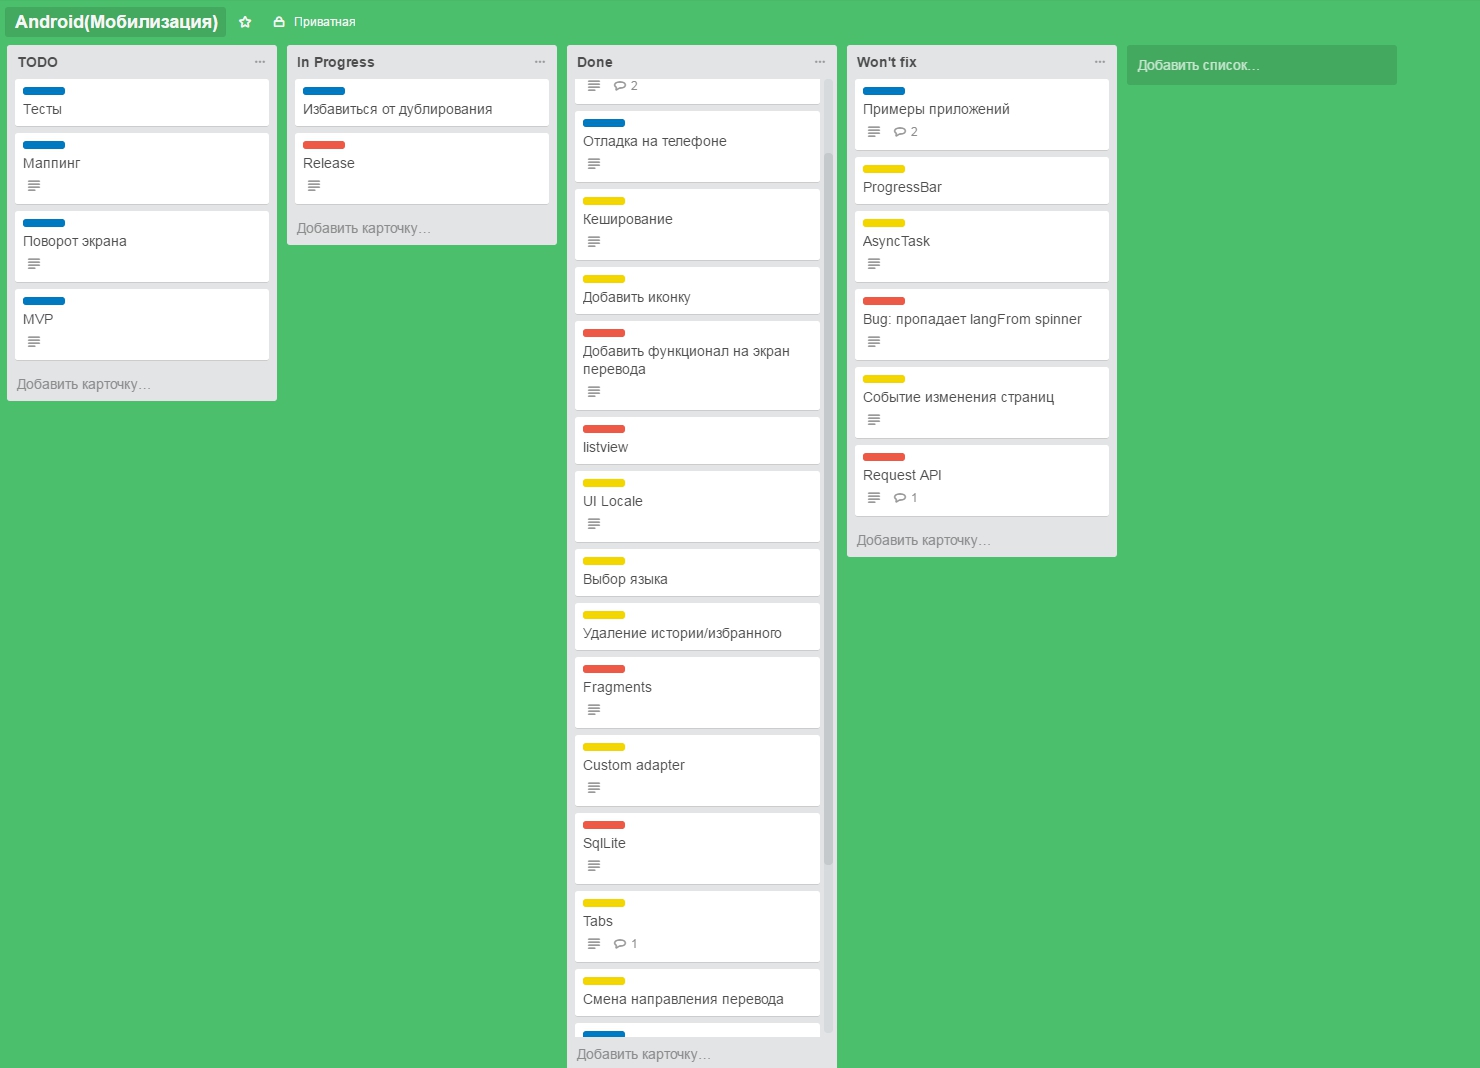 Android(Мобилизация)
Приватная
TODO
Тесты
Маппинг
Поворот экрана
MVP
Добавить карточку…
In Progress
Избавиться от дублирования
Release
Добавить карточку…
Done
2
Отладка на телефоне
Кеширование
Добавить иконку
Добавить функционал на экран
перевода
listview
UI Locale
Выбор языка
Удаление истории/избранного
Fragments
Custom adapter
SqlLite
Tabs
1
Смена направления перевода
Добавить карточку…
Won't fix
Примеры приложений
2
ProgressBar
AsyncTask
Bug: пропадает langFrom spinner
Событие изменения страниц
Request API
1
Добавить карточку…
Добавить список…